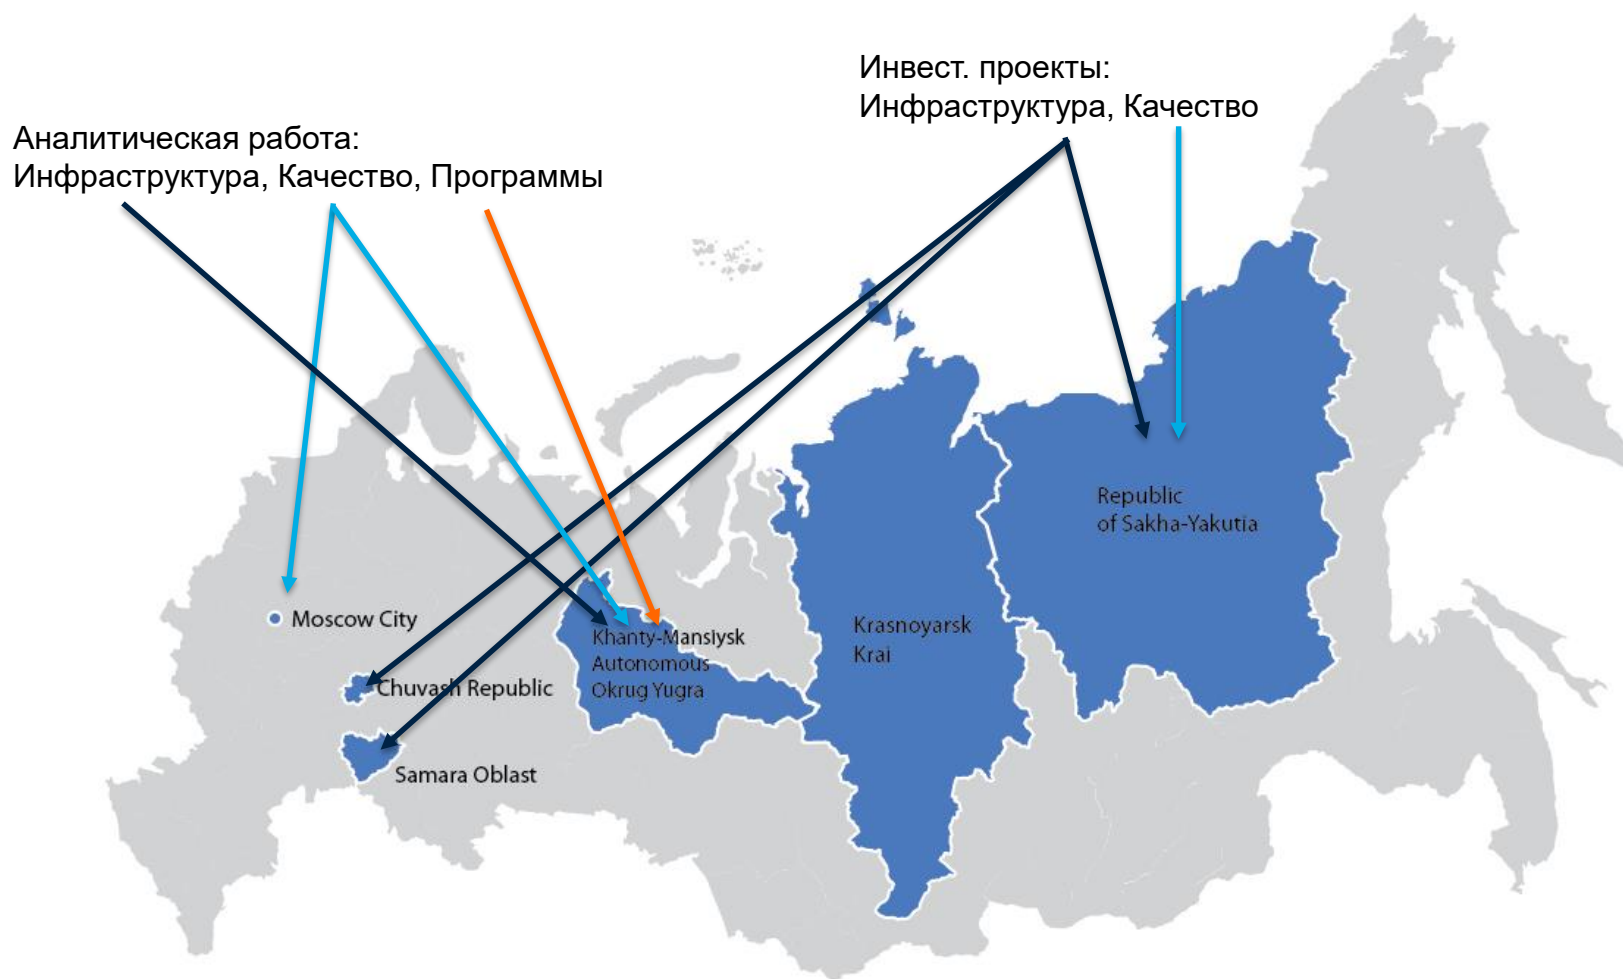 Инвест. проекты:
Инфраструктура, Качество
Аналитическая работа:
Инфраструктура, Качество, Программы
Republic
of Sakha-Yakutia
Moscow City
Krasnoyarsk
Krai
Khanty-Mansiysk
Autonomous
Okrug Yugra
Chuvash Republic
Samara Oblast